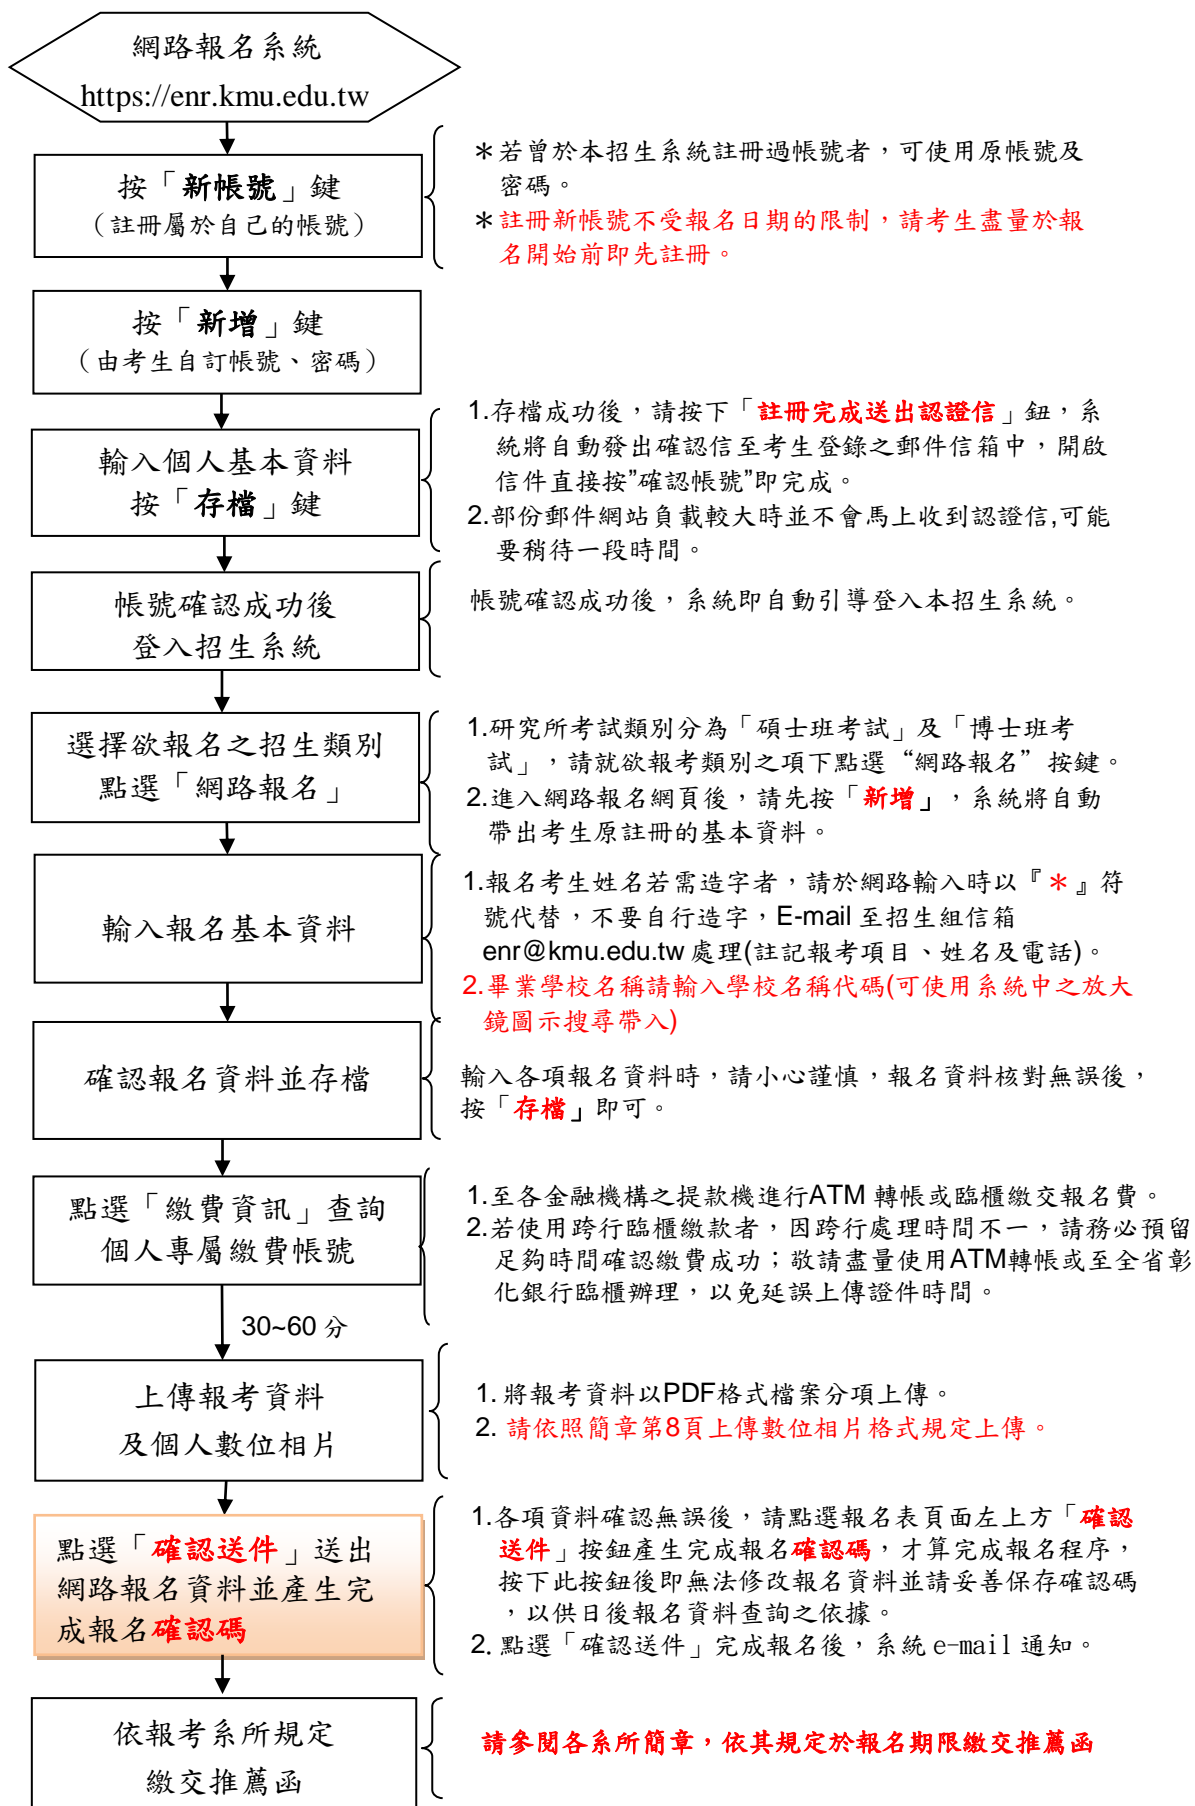 網路報名系統
https://enr.kmu.edu.tw
按「新帳號」鍵
（註冊屬於自己的帳號）
＊若曾於本招生系統註冊過帳號者，可使用原帳號及
密碼。
＊註冊新帳號不受報名日期的限制，請考生盡量於報
名開始前即先註冊。
按「新增」鍵
（由考生自訂帳號、密碼）
輸入個人基本資料
按「存檔」鍵
1.存檔成功後，請按下「註冊完成送出認證信」鈕，系
統將自動發出確認信至考生登錄之郵件信箱中，開啟
信件直接按”確認帳號”即完成。
2.部份郵件網站負載較大時並不會馬上收到認證信,可能
要稍待一段時間。
帳號確認成功後
登入招生系統
帳號確認成功後，系統即自動引導登入本招生系統。
選擇欲報名之招生類別
點選「網路報名」
1.研究所考試類別分為「碩士班考試」及「博士班考
試」，請就欲報考類別之項下點選“網路報名”按鍵。
2.進入網路報名網頁後，請先按「新增」，系統將自動
帶出考生原註冊的基本資料。
輸入報名基本資料
1.報名考生姓名若需造字者，請於網路輸入時以『＊』符
號代替，不要自行造字，E-mail 至招生組信箱
enr@kmu.edu.tw 處理(註記報考項目、姓名及電話)。
2.畢業學校名稱請輸入學校名稱代碼(可使用系統中之放大
鏡圖示搜尋帶入)
確認報名資料並存檔
輸入各項報名資料時，請小心謹慎，報名資料核對無誤後，
按「存檔」即可。
點選「繳費資訊」查詢
個人專屬繳費帳號
1.至各金融機構之提款機進行ATM 轉帳或臨櫃繳交報名費。
2.若使用跨行臨櫃繳款者，因跨行處理時間不一，請務必預留
足夠時間確認繳費成功；敬請盡量使用ATM轉帳或至全省彰
化銀行臨櫃辦理，以免延誤上傳證件時間。
30~60 分
上傳報考資料
及個人數位相片
1. 將報考資料以PDF格式檔案分項上傳。
2. 請依照簡章第8頁上傳數位相片格式規定上傳。
點選「確認送件」送出
網路報名資料並產生完
成報名確認碼
1.各項資料確認無誤後，請點選報名表頁面左上方「確認
送件」按鈕產生完成報名確認碼，才算完成報名程序，
按下此按鈕後即無法修改報名資料並請妥善保存確認碼
，以供日後報名資料查詢之依據。
2. 點選「確認送件」完成報名後，系統 e-mail 通知。
依報考系所規定
繳交推薦函
請參閱各系所簡章，依其規定於報名期限繳交推薦函